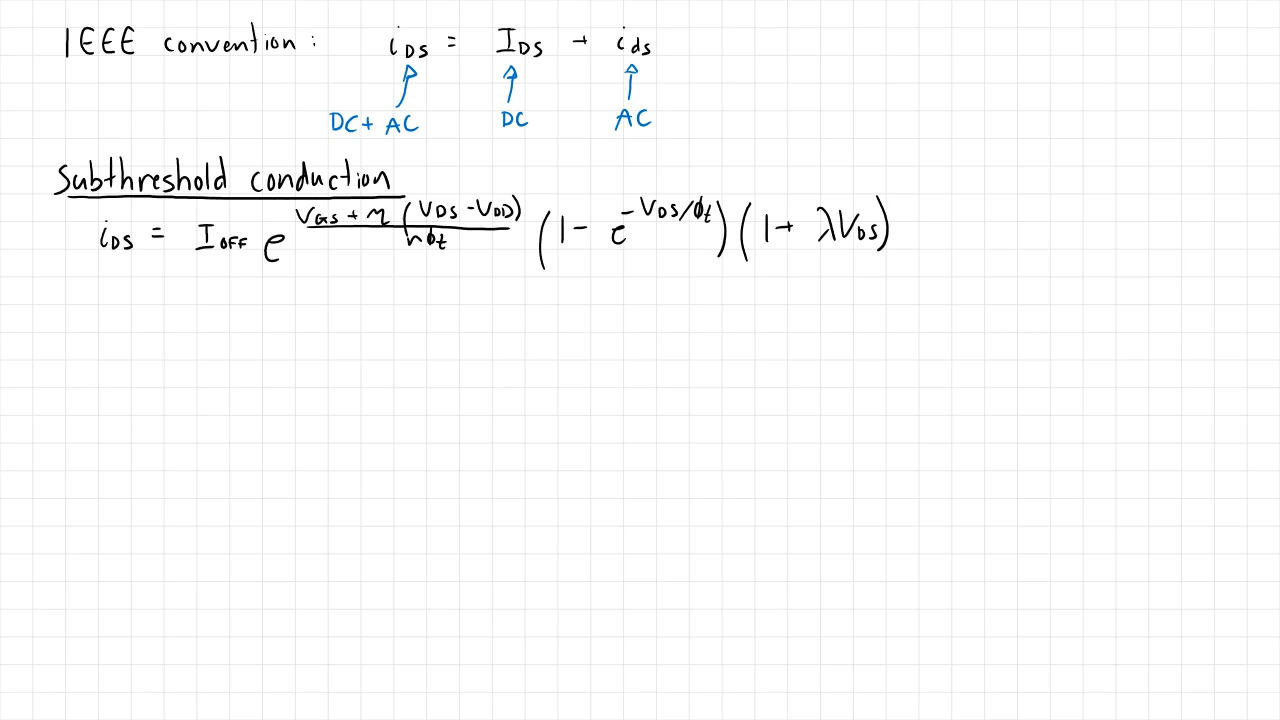 IEEE convention: i_DS = I_DS + i_ds
DC + AC DC AC
Subthreshold conduction
i_DS = I_OFF e^((V_GS + η(V_DS - V_DD))/(nϕ_t)) (1 - e^(-V_DS/ϕ_t)) (1 + λV_DS)